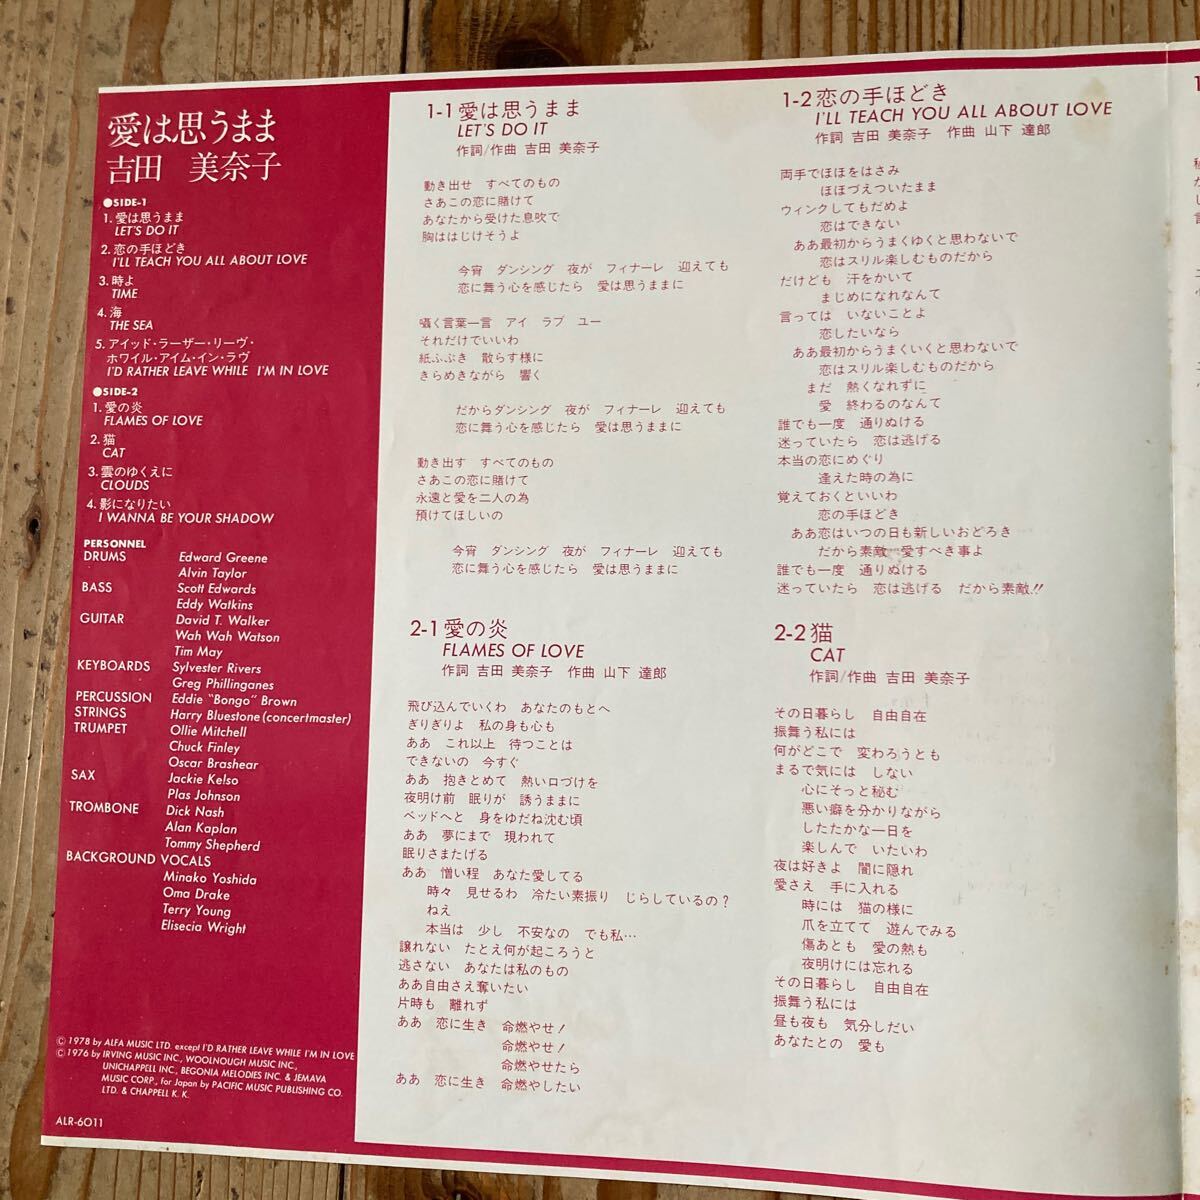 愛は思うまま
吉田 美奈子
●SIDE-1
1. 愛は思うまま
LET'S DO IT
2. 恋の手ほどき
I'LL TEACH YOU ALL ABOUT LOVE
3. 時よ
TIME
4. 海
THE SEA
5. アイッド・ラーザー・リーヴ・
ホワイル・アイム・イン・ラヴ
I'D RATHER LEAVE WHILE I'M IN LOVE
●SIDE-2
1. 愛の炎
FLAMES OF LOVE
2. 猫
CAT
3. 雲のゆくえに
CLOUDS
4. 影になりたい
I WANNA BE YOUR SHADOW
PERSONNEL
DRUMS Edward Greene
Alvin Taylor
BASS Scott Edwards
Eddy Watkins
GUITAR David T. Walker
Wah Wah Watson
Tim May
KEYBOARDS Sylvester Rivers
Greg Phillinganes
PERCUSSION Eddie "Bongo" Brown
STRINGS Harry Bluestone (concertmaster)
TRUMPET Ollie Mitchell
Chuck Finley
Oscar Brashear
SAX Jackie Kelso
Plas Johnson
TROMBONE Dick Nash
Alan Kaplan
Tommy Shepherd
BACKGROUND VOCALS
Minako Yoshida
Oma Drake
Terry Young
Elisecia Wright
Ⓒ 1978 by ALFA MUSIC LTD. except I'D RATHER LEAVE WHILE I'M IN LOVE
Ⓒ 1976 by IRVING MUSIC INC., WOOLNOUGH MUSIC INC.,
UNICHAPPELL INC., BEGONIA MELODIES INC. & JEMAVA
MUSIC CORP., for Japan by PACIFIC MUSIC PUBLISHING CO.
LTD. & CHAPPELL K. K.
ALR-6011
1-1 愛は思うまま
LET'S DO IT
作詞/作曲 吉田 美奈子
動き出せ すべてのもの
さあこの恋に賭けて
あなたから受けた息吹で
胸ははじけそうよ
今宵 ダンシング 夜が フィナーレ 迎えても
恋に舞う心を感じたら 愛は思うままに
囁く言葉一言 アイ ラブ ユー
それだけでいいわ
紙ふぶき 散らす様に
きらめきながら 響く
だからダンシング 夜が フィナーレ 迎えても
恋に舞う心を感じたら 愛は思うままに
動き出す すべてのもの
さあこの恋に賭けて
永遠と愛を二人の為
預けてほしいの
今宵 ダンシング 夜が フィナーレ 迎えても
恋に舞う心を感じたら 愛は思うままに
2-1 愛の炎
FLAMES OF LOVE
作詞 吉田 美奈子 作曲 山下 達郎
飛び込んでいくわ あなたのもとへ
ぎりぎりよ 私の身も心も
ああ これ以上 待つことは
できないの 今すぐ
ああ 抱きとめて 熱い口づけを
夜明け前 眠りが 誘うままに
ベッドへと 身をゆだね沈む頃
ああ 夢にまで 現われて
眠りさまたげる
ああ 憎い程 あなた愛してる
時々 見せるわ 冷たい素振り じらしているの?
ねえ
本当は 少し 不安なの でも私…
譲れない たとえ何が起ころうと
逃さない あなたは私のもの
ああ自由さえ奪いたい
片時も 離れず
ああ 恋に生き 命燃やせ!
命燃やせ!
命燃やせたら
ああ 恋に生き 命燃やしたい
1-2 恋の手ほどき
I'LL TEACH YOU ALL ABOUT LOVE
作詞 吉田 美奈子 作曲 山下 達郎
両手でほほをはさみ
ほほづえついたまま
ウィンクしてもだめよ
恋はできない
ああ最初からうまくゆくと思わないで
恋はスリル楽しむものだから
だけども 汗をかいて
まじめになれなんて
言っては いないことよ
恋したいなら
ああ最初からうまくいくと思わないで
恋はスリル楽しむものだから
まだ 熱くなれずに
愛 終わるのなんて
誰でも一度 通りぬける
迷っていたら 恋は逃げる
本当の恋にめぐり
逢えた時の為に
覚えておくといいわ
恋の手ほどき
ああ恋はいつの日も新しいおどろき
だから素敵 愛すべき事よ
誰でも一度 通りぬける
迷っていたら 恋は逃げる だから素敵!!
2-2 猫
CAT
作詞/作曲 吉田 美奈子
その日暮らし 自由自在
振舞う私には
何がどこで 変わろうとも
まるで気には しない
心にそっと秘む
悪い癖を分かりながら
したたかな一日を
楽しんで いたいわ
夜は好きよ 闇に隠れ
愛さえ 手に入れる
時には 猫の様に
爪を立てて 遊んでみる
傷あとも 愛の熱も
夜明けには忘れる
その日暮らし 自由自在
振舞う私には
昼も夜も 気分しだい
あなたとの 愛も